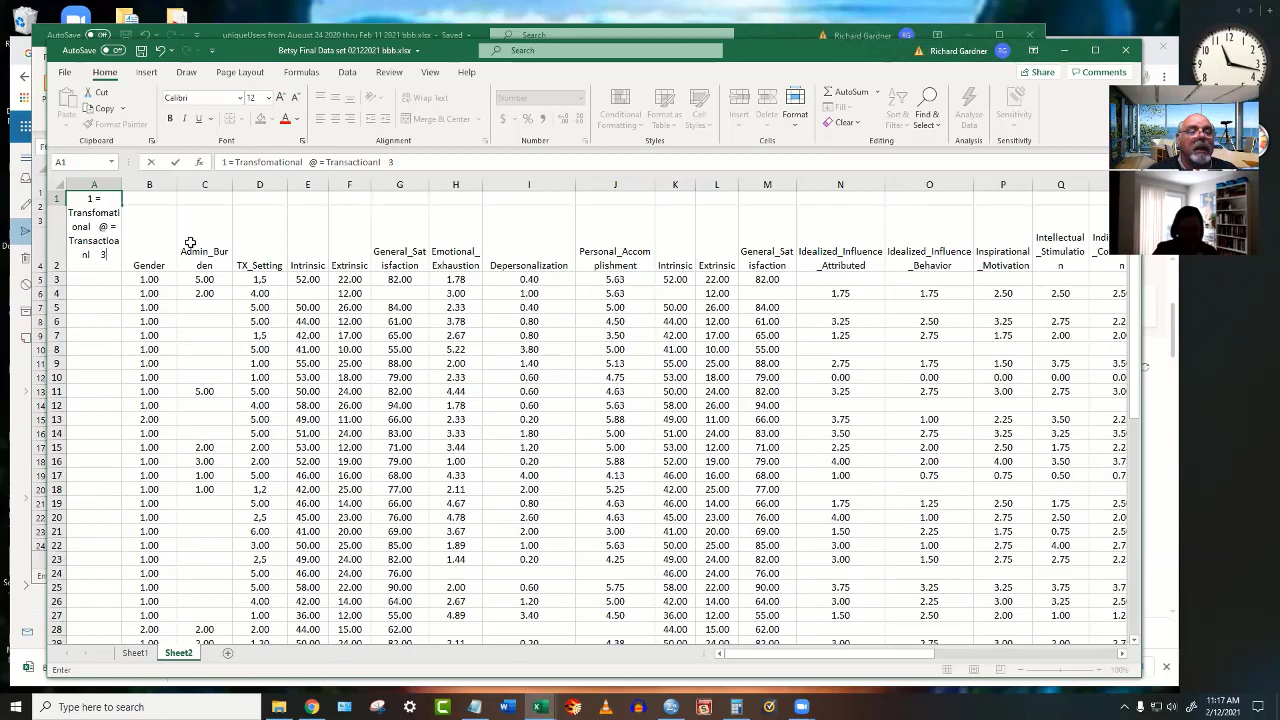 AutoSave Off uniqueUsers from August 24 2020 thru Feb 11 2021 bbb.xlsx - Saved Search Richard Gardner RG
AutoSave Off Betsy Final Data set 02122021 bbb.xlsx Search Richard Gardner RG
File Home Insert Draw Page Layout Formulas Data Review View Help Share Comments
Cut
Copy
Format Painter
Paste
Calibri 12
Wrap Text
Merge & Center
Number
Conditional Formatting
Format as Table
Cell Styles
Insert Delete Format
AutoSum
Fill
Clear
Sort & Filter
Find & Select
Analyze Data
Sensitivity
Clipboard Font Alignment Number Styles Cells Editing Analysis Sensitivity
A1 1 = Transfomational @ = Transactioanl 3
A B C D E F G H I J K L M N O P Q
1 =
Transfomati
onal @ =
Transactioa
nl 3
Gender Admin_Burden TX_Setting Intrinsic Extrinsic General_Satisfaction Emotional_Exhaustion Depersonalization Personal_Accomplishment Intrinsic Extrinsic General_Satisfaction Idealized_Influence_Attributed Idealized_Influence_Behavior Inspirational_Motivation Intellectual_Stimulation
3 1.00 5.00 1,5 52.00 22.00 82.00 1.78 0.40 5.63 52.00 22.00 82.00
4 1.00 2.00 4.00 12.00 3.00 1.00 5.63 12.00 1.75 1.75 2.50 2.50
5 1.00 5.00 50.00 26.00 84.00 2.33 0.40 5.00 50.00 26.00 84.00
6 1.00 5.00 44.00 12.00 61.00 3.78 0.80 4.50 44.00 12.00 61.00 3.25 2.50 3.25 2.75
7 1.00 1,5 42.00 17.00 65.00 2.67 0.80 3.50 42.00 17.00 65.00 1.25 2.75 1.75 2.00
8 1.00 5.00 41.00 10.00 55.00 5.22 3.80 5.00 41.00 10.00 55.00
9 1.00 1.00 55.00 25.00 88.00 2.00 1.40 5.13 55.00 25.00 88.00 2.75 1.75 1.50 3.75
10 1.00 1.00 53.00 18.00 79.00 2.33 0.60 4.75 53.00 18.00 79.00 0.00 0.00 0.00 0.00
11 1.00 5.00 5.00 50.00 24.00 82.00 4.44 0.60 4.63 50.00 24.00 82.00 3.25 2.75 3.00 2.75
12 1.00 4.00 58.00 26.00 94.00 1.78 0.60 5.63 58.00 26.00 94.00
13 2.00 5.00 49.00 11.00 66.00 2.33 0.20 5.88 49.00 11.00 66.00 3.75 1.00 2.25 3.50
14 1.00 5.00 51.00 24.00 83.00 3.33 1.80 5.00 51.00 24.00 83.00 3.50 2.75 3.25 3.25
15 1.00 2.00 2.00 53.00 12.00 71.00 3.44 1.20 5.00 53.00 12.00 71.00 2.25 2.00 2.50 1.75
16 1.00 3.00 2.00 52.00 19.00 79.00 1.00 0.20 5.88 52.00 19.00 79.00 4.00 2.00 4.00 3.50
17 1.00 1.00 5.00 46.00 16.00 68.00 4.33 4.00 4.13 46.00 16.00 68.00 1.00 0.75 0.75 0.50
18 1.00 1.00 1,2 42.00 25.00 77.00 2.11 2.00 5.25 42.00 25.00 77.00
19 1.00 5.00 46.00 14.00 66.00 4.67 0.80 4.63 46.00 14.00 66.00 1.75 1.25 2.50 1.75
20 1.00 2,5 44.00 23.00 76.00 4.78 2.60 4.63 44.00 23.00 76.00 4.00 1.00 2.75 2.50
21 1.00 6.00 41.00 20.00 69.00 3.67 2.00 3.00 41.00 20.00 69.00 1.50 2.25 1.75 0.75
22 1.00 3.00 50.00 25.00 85.00 1.89 1.00 5.63 50.00 25.00 85.00 3.00 1.00 2.75 4.00
23 1.00 2,5 49.00 24.00 82.00 1.44 0.20 4.25 49.00 24.00 82.00 3.00 1.50 2.75 2.75
24 1.00 5.00 46.00 24.00 76.00 46.00 24.00 76.00
25 1.00 5.00 58.00 22.00 90.00 2.00 0.60 5.75 58.00 22.00 90.00 3.75 3.25 3.25 3.75
26 1.00 4.00 42.00 14.00 64.00 2.67 1.20 5.00 42.00 14.00 64.00 3.00 2.25 3.00 3.25
27 1.00 1.00 36.00 12.00 55.00 4.89 3.40 4.50 36.00 12.00 55.00 1.50 2.50 2.00 1.00
28 2.00 2.00 2.00 44.00 15.00 62.00 44.00 15.00 62.00
Sheet1 Sheet2
Enter 100%
Type here to search
11:17 AM
2/12/2021